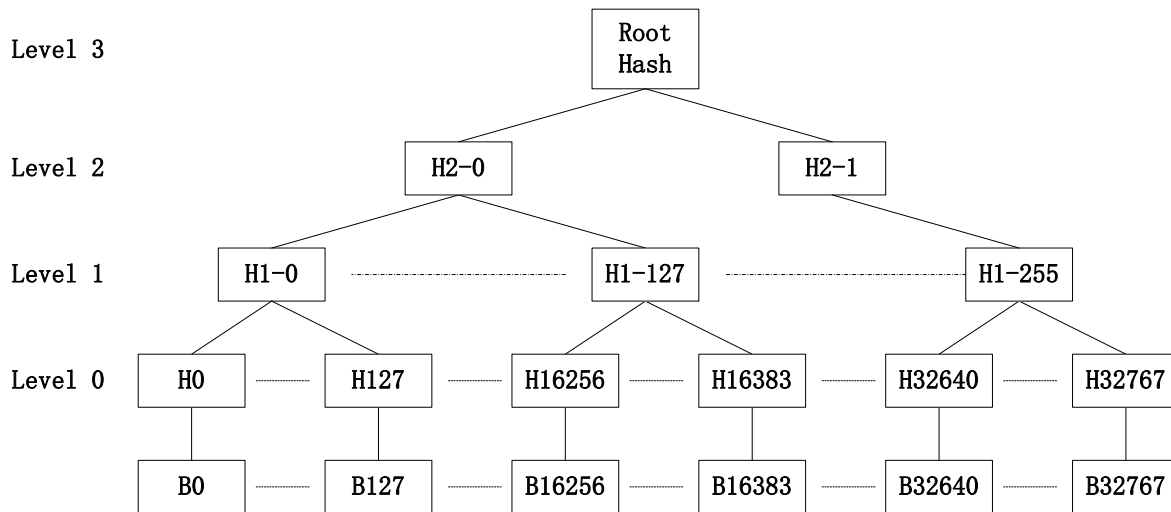 Level 3
Root
Hash
Level 2
H2-0
H2-1
Level 1
H1-0
H1-127
H1-255
Level 0
H0
H127
H16256
H16383
H32640
H32767
B0
B127
B16256
B16383
B32640
B32767